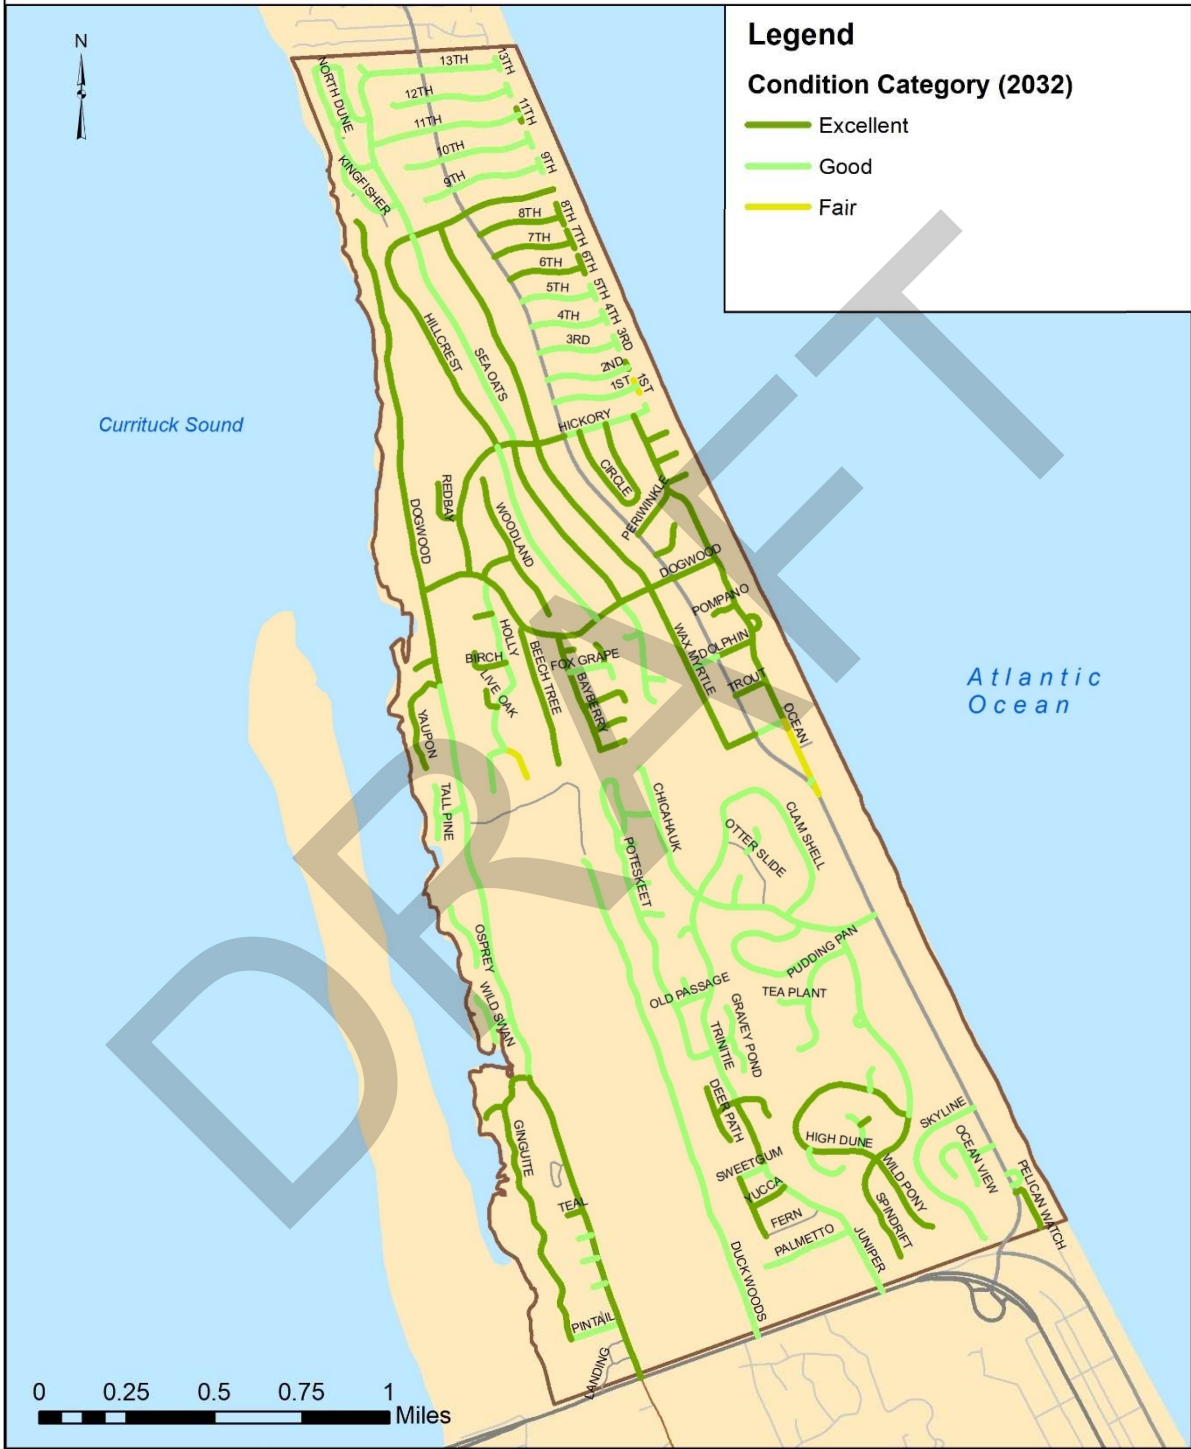 Legend
Condition Category (2032)
Excellent
Good
Fair
N
13TH
13TH
NORTH DUNE
12TH
11TH
11TH
10TH
9TH
9TH
KINGFISHER
8TH
8TH
7TH
7TH
6TH
6TH
5TH
5TH
4TH
4TH
3RD
3RD
2ND
1ST
1ST
HILLCREST
SEA OATS
HICKORY
Currituck Sound
CIRCLE
REDBAY
WOODLAND
PERIWINKLE
DOGWOOD
DOGWOOD
POMPANO
HOLLY
WAX MYRTLE
DOLPHIN
BIRCH
BEECH TREE
FOX GRAPE
LIVE OAK
BAYBERRY
TROUT
Atlantic
Ocean
YAUPON
OCEAN
TALL PINE
CHICAHAUK
CLAM SHELL
OTTER SLIDE
POTESKEET
OSPREY
PUDDING PAN
WILD SWAN
OLD PASSAGE
TEA PLANT
GRAVEY POND
TRINITIE
DEER PATH
SKYLINE
GINGUITE
HIGH DUNE
OCEAN VIEW
SWEETGUM
WILD PONY
PELICAN WATCH
YUCCA
TEAL
SPINDRIFT
FERN
PALMETTO
JUNIPER
DUCKWOODS
PINTAIL
LANDING
DRAFT
0 0.25 0.5 0.75 1
Miles